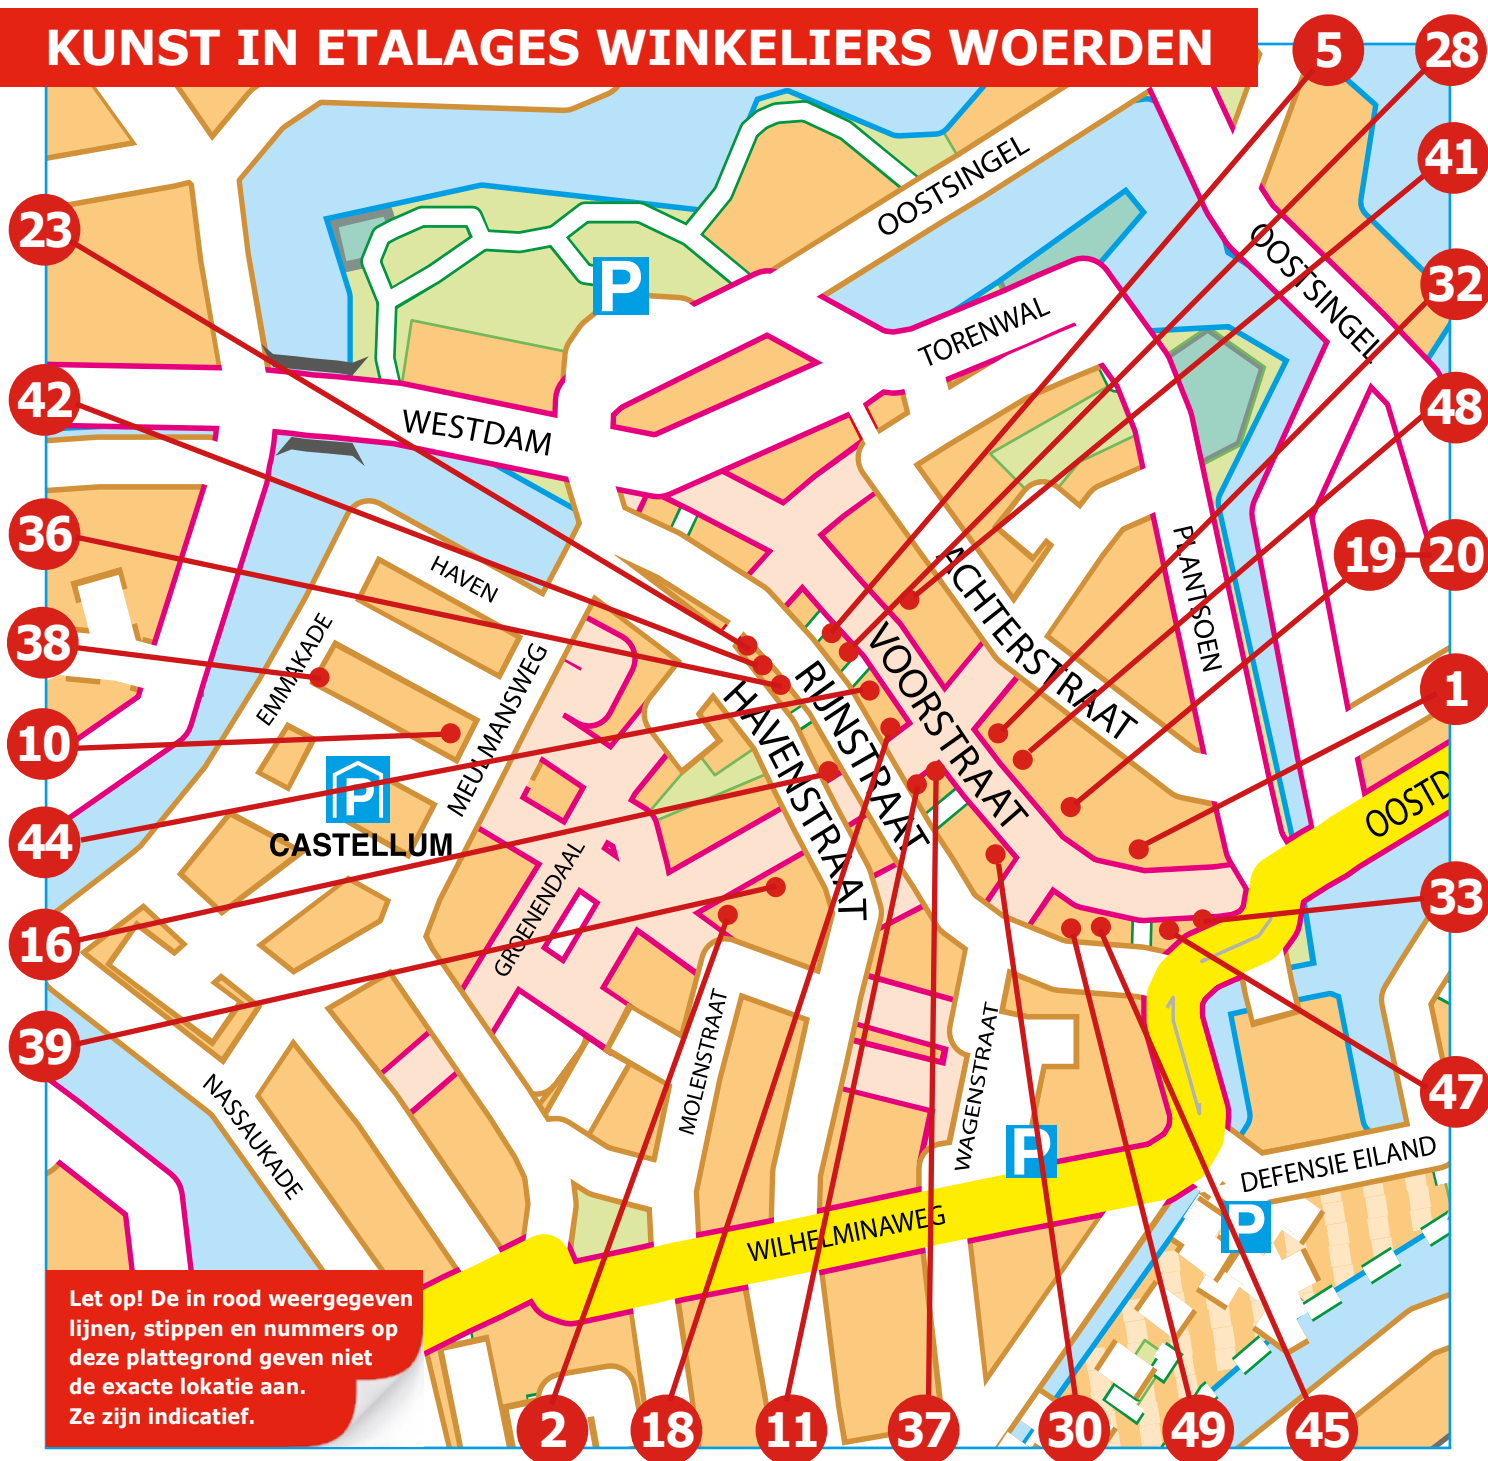 KUNST IN ETALAGES WINKELIERS WOERDEN
5
28
41
23
OOSTSINGEL
OOSTSINGEL
32
P
TORENWAL
42
WESTDAM
48
36
HAVEN
ACHTERSTRAAT
PLANTSOEN
19
20
38
EMMAKADE
MEULMANSWEG
VOORSTRAAT
RIJNSTRAAT
HAVENSTRAAT
1
10
P
CASTELLUM
OOSTD
44
GROENENDAAL
33
16
39
MOLENSTRAAT
WAGENSTRAAT
47
NASSAUKADE
P
DEFENSIE EILAND
P
WILHELMINAWEG
Let op! De in rood weergegeven
lijnen, stippen en nummers op
deze plattegrond geven niet
de exacte lokatie aan.
Ze zijn indicatief.
2
18
11
37
30
49
45